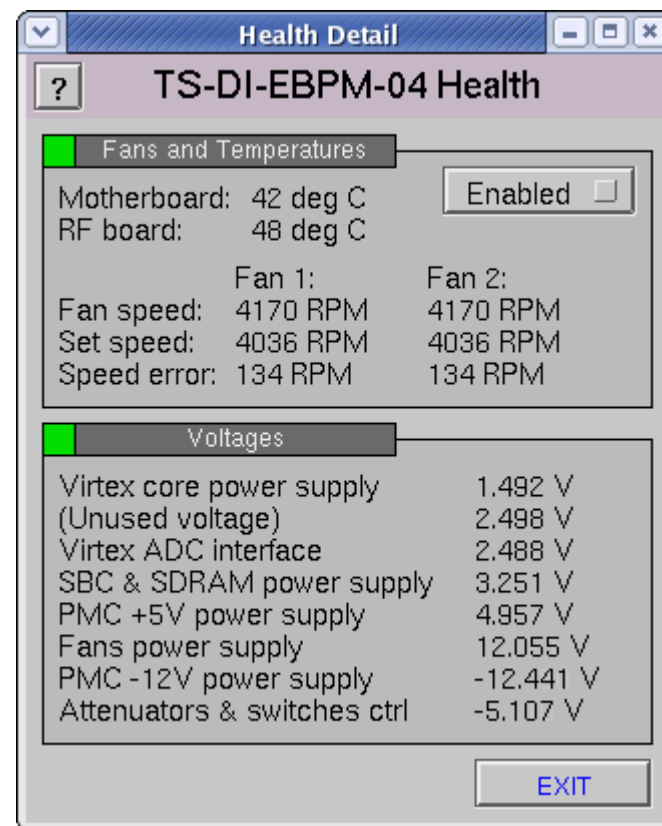 Health Detail
? TS-DI-EBPM-04 Health
Fans and Temperatures
Enabled
Motherboard: 42 deg C
RF board: 48 deg C
Fan 1: Fan 2:
Fan speed: 4170 RPM 4170 RPM
Set speed: 4036 RPM 4036 RPM
Speed error: 134 RPM 134 RPM
Voltages
Virtex core power supply 1.492 V
(Unused voltage) 2.498 V
Virtex ADC interface 2.488 V
SBC & SDRAM power supply 3.251 V
PMC +5V power supply 4.957 V
Fans power supply 12.055 V
PMC -12V power supply -12.441 V
Attenuators & switches ctrl -5.107 V
EXIT